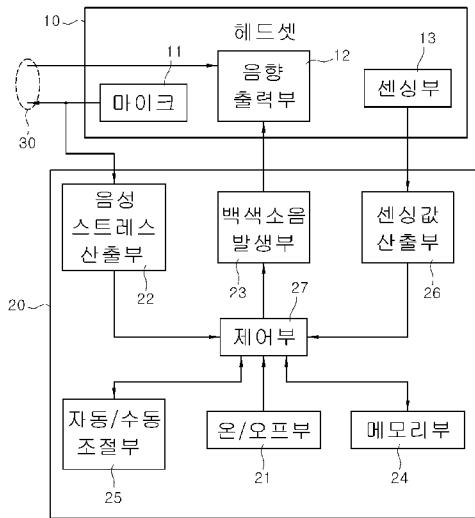 10
헤드셋
11
12
13
음향
출력부
마이크
센싱부
30
음성
스트레스
산출부
백색소음
발생부
센싱값
산출부
22
23
26
20
27
제어부
자동/수동
조절부
온/오프부
메모리부
25
21
24